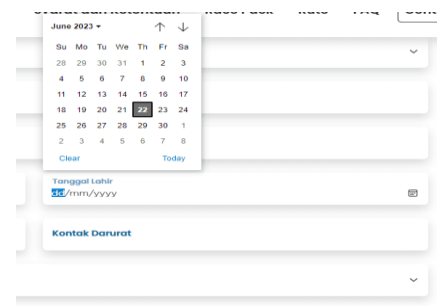 June 2023
Su Mo Tu We Th Fr Sa
28 29 30 31 1 2 3
4 5 6 7 8 9 10
11 12 13 14 15 16 17
18 19 20 21 22 23 24
25 26 27 28 29 30 1
2 3 4 5 6 7 8
Clear Today
Tanggal Lahir
dd/mm/yyyy
Kontak Darurat